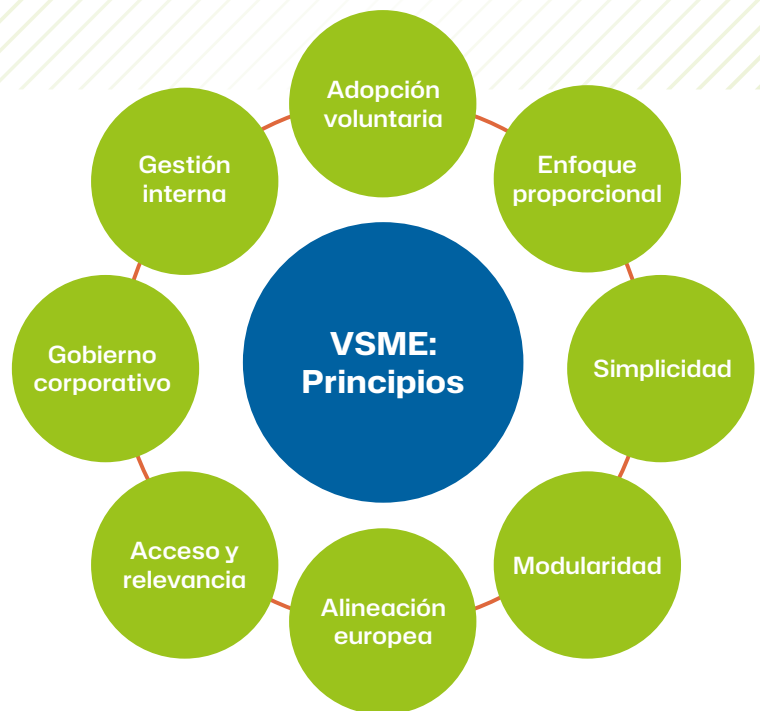 Adopción
voluntaria
Enfoque
proporcional
Simplicidad
Modularidad
Alineación
europea
Acceso y
relevancia
Gobierno
corporativo
Gestión
interna
VSME:
Principios